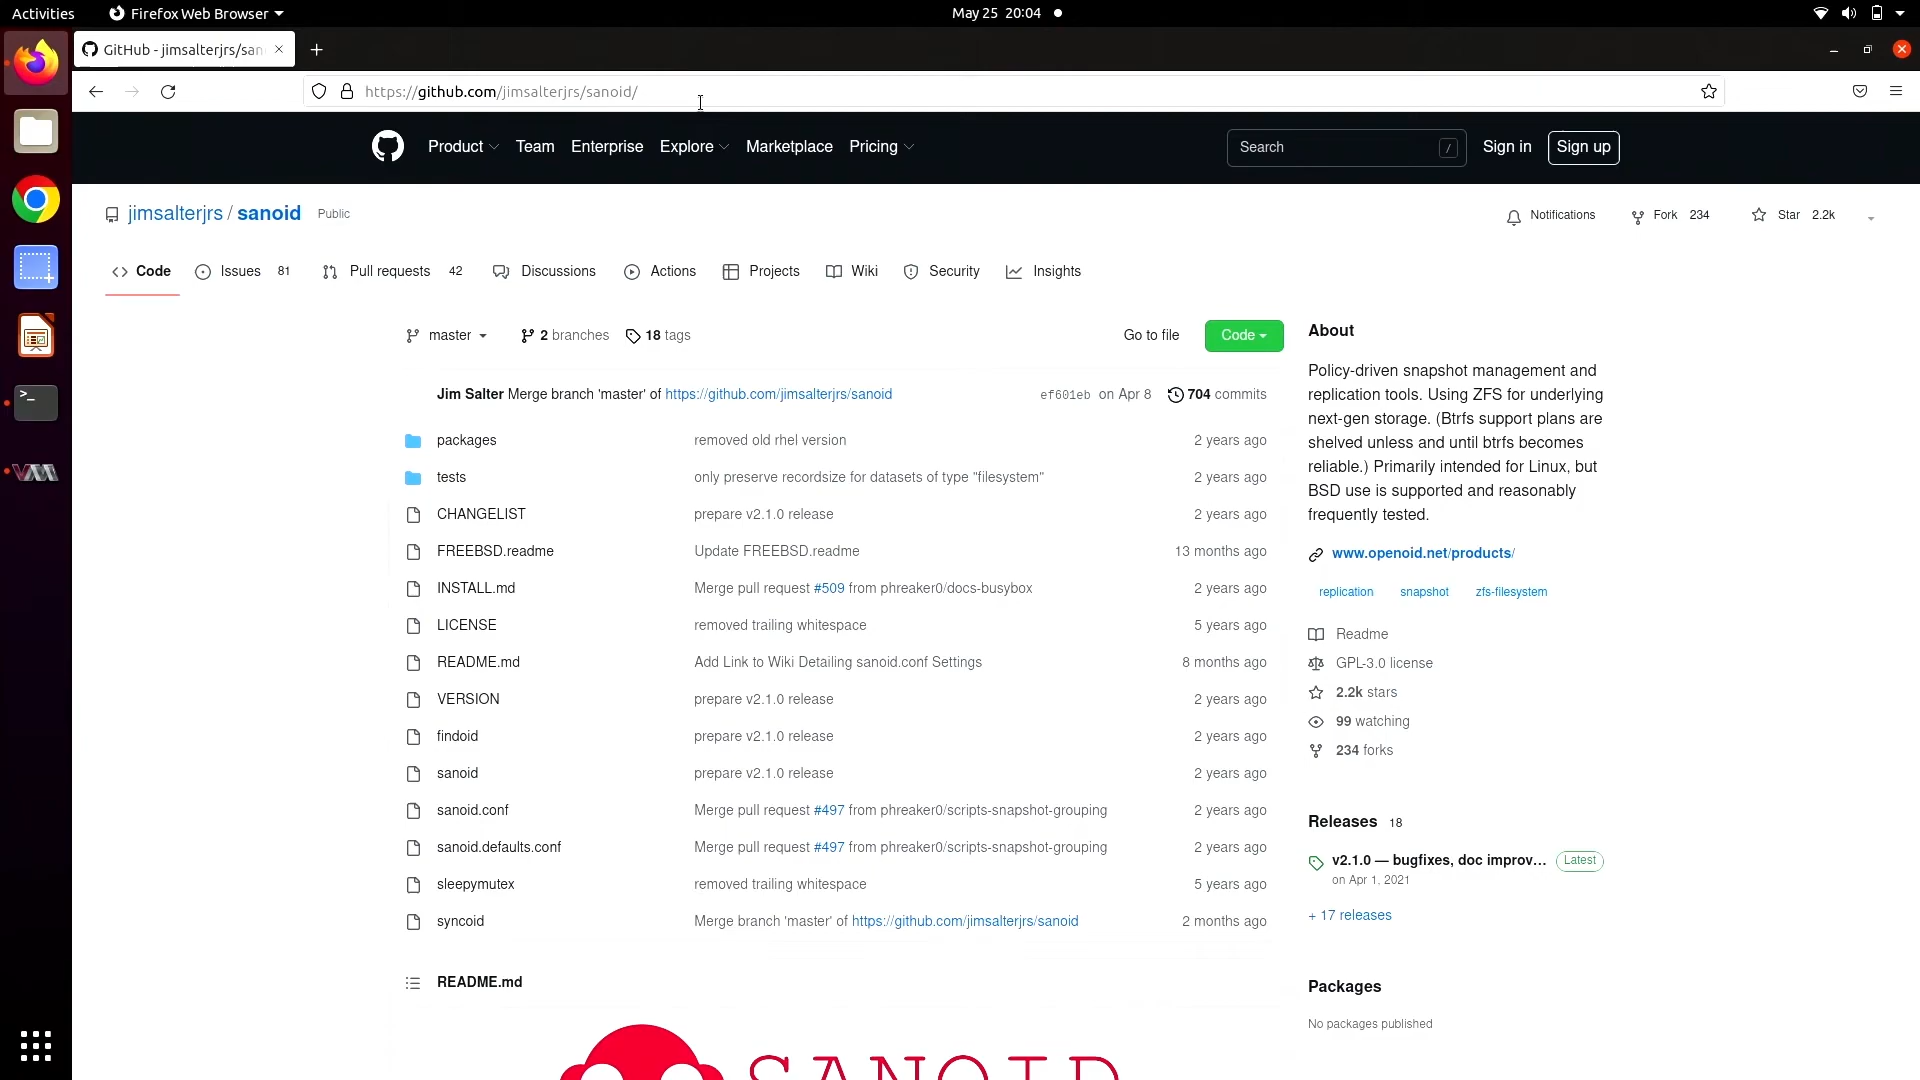 Activities Firefox Web Browser May 25 20:04
GitHub - jimsalterjrs/san
https://github.com/jimsalterjrs/sanoid/
Product Team Enterprise Explore Marketplace Pricing Search / Sign in Sign up
jimsalterjrs / sanoid Public Notifications Fork 234 Star 2.2k
Code Issues 81 Pull requests 42 Discussions Actions Projects Wiki Security Insights
master 2 branches 18 tags Go to file Code
Jim Salter Merge branch 'master' of https://github.com/jimsalterjrs/sanoid ef601eb on Apr 8 704 commits
packages removed old rhel version 2 years ago
tests only preserve recordsize for datasets of type "filesystem" 2 years ago
CHANGELIST prepare v2.1.0 release 2 years ago
FREEBSD.readme Update FREEBSD.readme 13 months ago
INSTALL.md Merge pull request #509 from phreaker0/docs-busybox 2 years ago
LICENSE removed trailing whitespace 5 years ago
README.md Add Link to Wiki Detailing sanoid.conf Settings 8 months ago
VERSION prepare v2.1.0 release 2 years ago
findoid prepare v2.1.0 release 2 years ago
sanoid prepare v2.1.0 release 2 years ago
sanoid.conf Merge pull request #497 from phreaker0/scripts-snapshot-grouping 2 years ago
sanoid.defaults.conf Merge pull request #497 from phreaker0/scripts-snapshot-grouping 2 years ago
sleepymutex removed trailing whitespace 5 years ago
syncoid Merge branch 'master' of https://github.com/jimsalterjrs/sanoid 2 months ago
README.md
SANOID
About
Policy-driven snapshot management and
replication tools. Using ZFS for underlying
next-gen storage. (Btrfs support plans are
shelved unless and until btrfs becomes
reliable.) Primarily intended for Linux, but
BSD use is supported and reasonably
frequently tested.
www.openoid.net/products/
replication snapshot zfs-filesystem
Readme
GPL-3.0 license
2.2k stars
99 watching
234 forks
Releases 18
v2.1.0 — bugfixes, doc improv... Latest
on Apr 1, 2021
+ 17 releases
Packages
No packages published